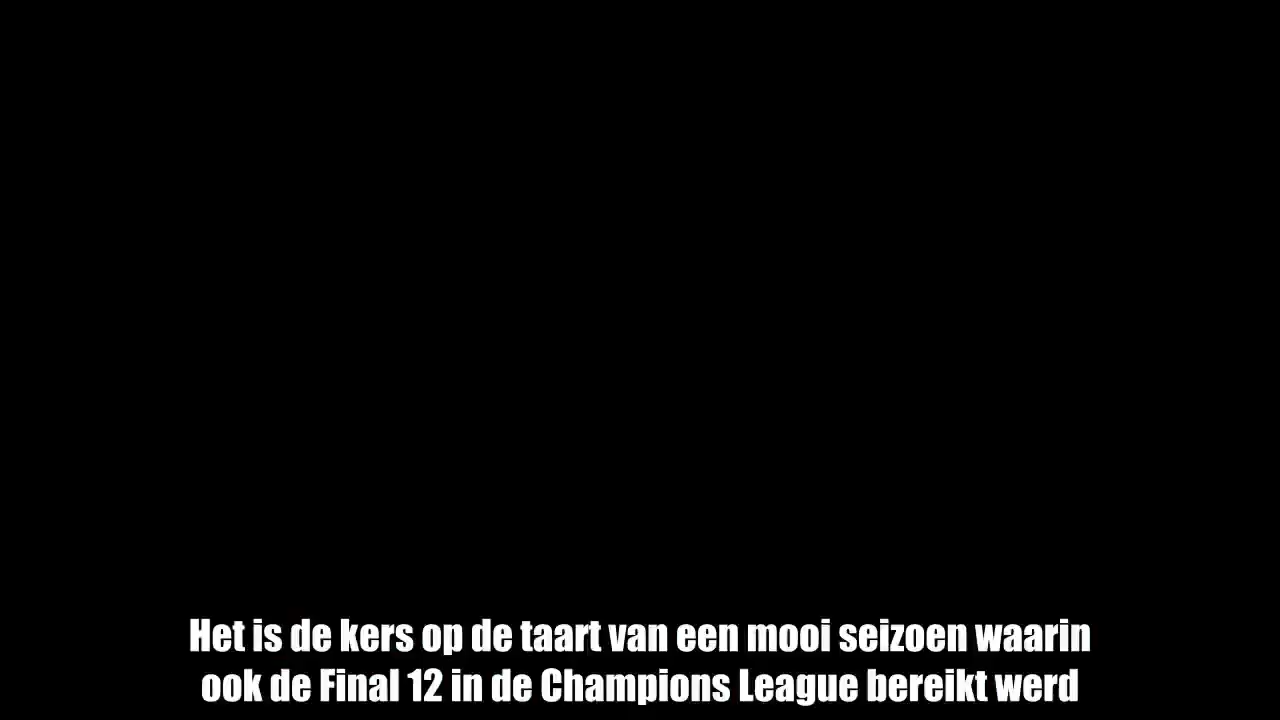 Het is de kers op de taart van een mooi seizoen waarin
ook de Final 12 in de Champions League bereikt werd